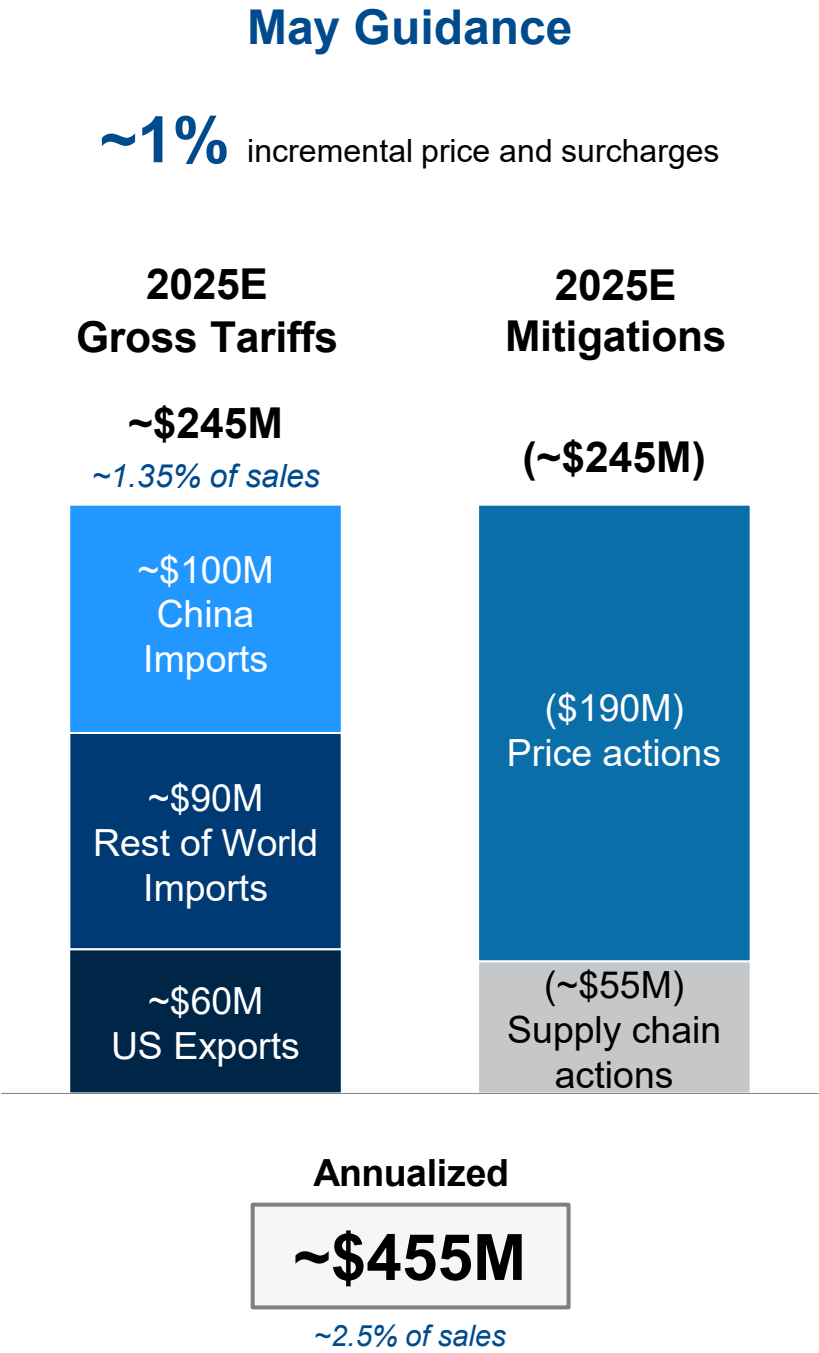 May Guidance
~1% incremental price and surcharges
2025E
Gross Tariffs
~$245M
~1.35% of sales
~$100M
China
Imports
~$90M
Rest of World
Imports
~$60M
US Exports
2025E
Mitigations
(~$245M)
($190M)
Price actions
(~$55M)
Supply chain
actions
Annualized
~$455M
~2.5% of sales